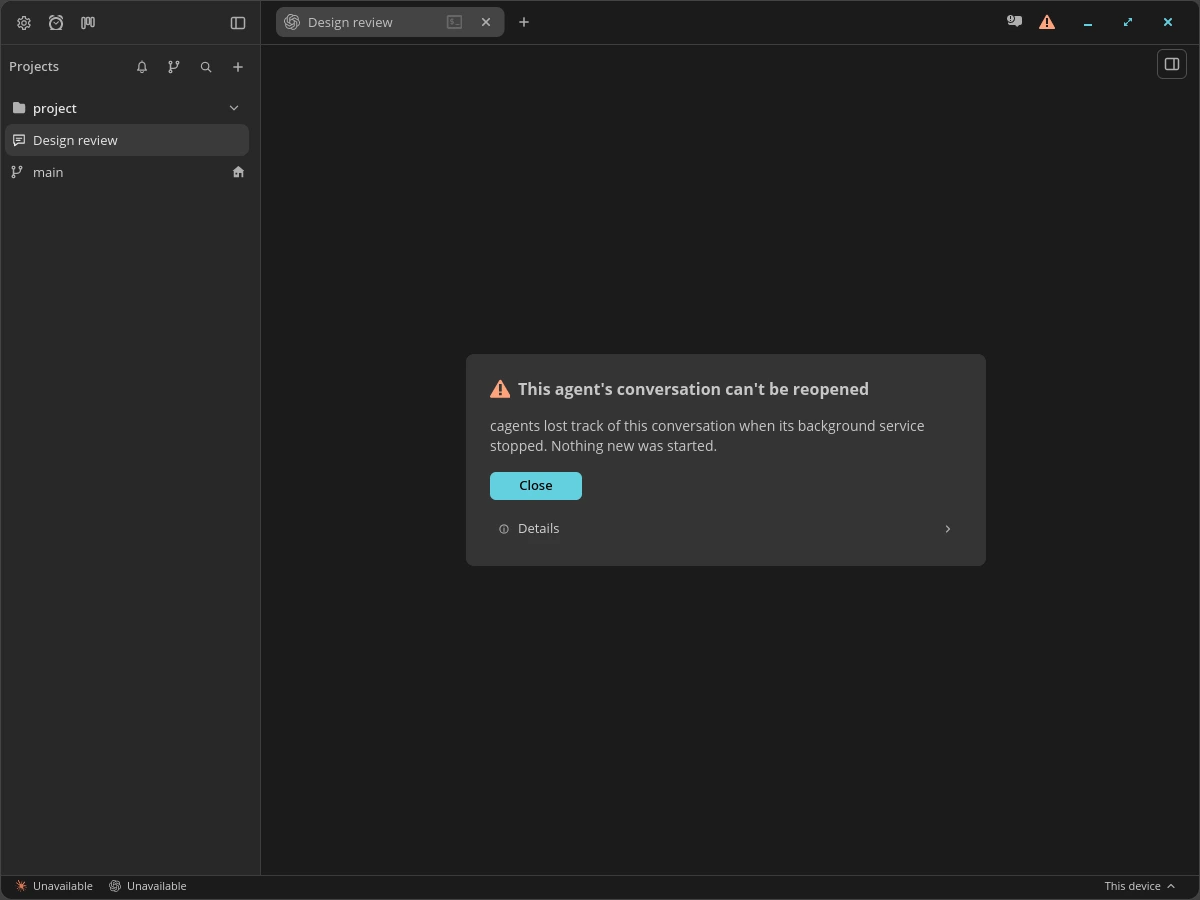 Design review
Projects
project
Design review
main
This agent's conversation can't be reopened
cagents lost track of this conversation when its background service
stopped. Nothing new was started.
Close
Details
Unavailable
Unavailable
This device